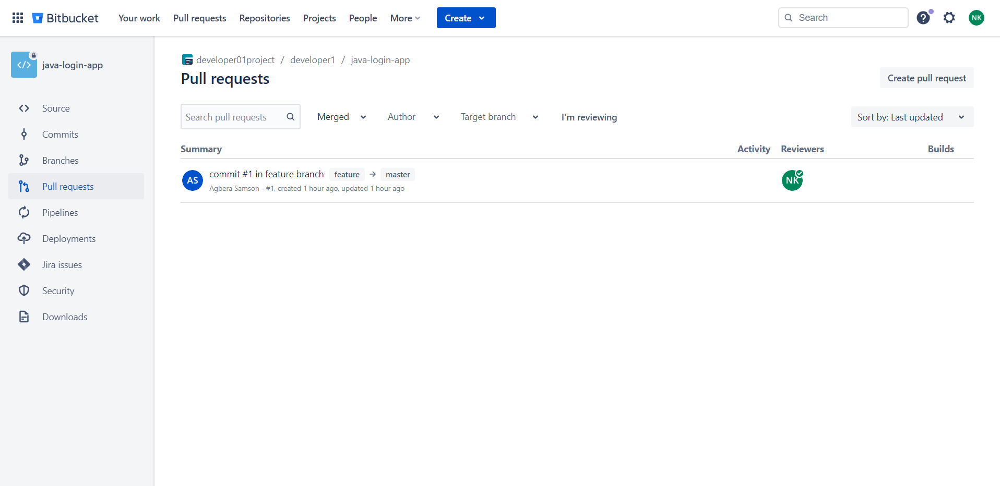 Bitbucket
Your work
Pull requests
Repositories
Projects
People
More
Create
Search
?
NK
</>
java-login-app
Source
Commits
Branches
Pull requests
Pipelines
Deployments
Jira issues
Security
Downloads
developer01project / developer1 / java-login-app
Pull requests
Create pull request
Search pull requests
Merged
Author
Target branch
I'm reviewing
Sort by: Last updated
Summary
Activity
Reviewers
Builds
AS
commit #1 in feature branch feature → master
Agbera Samson - #1, created 1 hour ago, updated 1 hour ago
NK